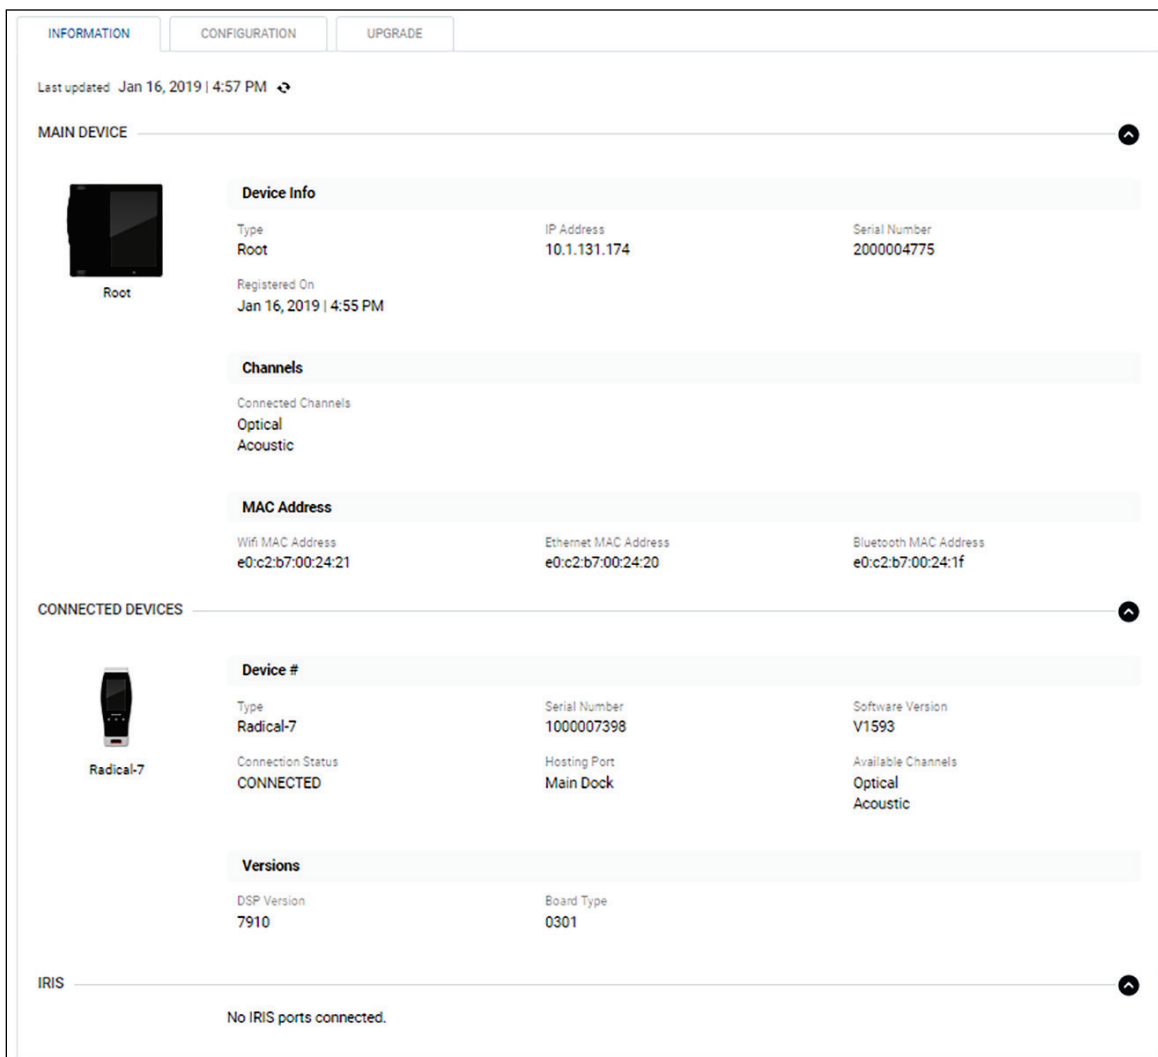 INFORMATION CONFIGURATION UPGRADE
Last updated Jan 16, 2019 | 4:57 PM
MAIN DEVICE
Root
Device Info
Type IP Address Serial Number
Root 10.1.131.174 2000004775
Registered On
Jan 16, 2019 | 4:55 PM
Channels
Connected Channels
Optical
Acoustic
MAC Address
Wifi MAC Address Ethernet MAC Address Bluetooth MAC Address
e0:c2:b7:00:24:21 e0:c2:b7:00:24:20 e0:c2:b7:00:24:1f
CONNECTED DEVICES
Radical-7
Device #
Type Serial Number Software Version
Radical-7 1000007398 V1593
Connection Status Hosting Port Available Channels
CONNECTED Main Dock Optical
Acoustic
Versions
DSP Version Board Type
7910 0301
IRIS
No IRIS ports connected.